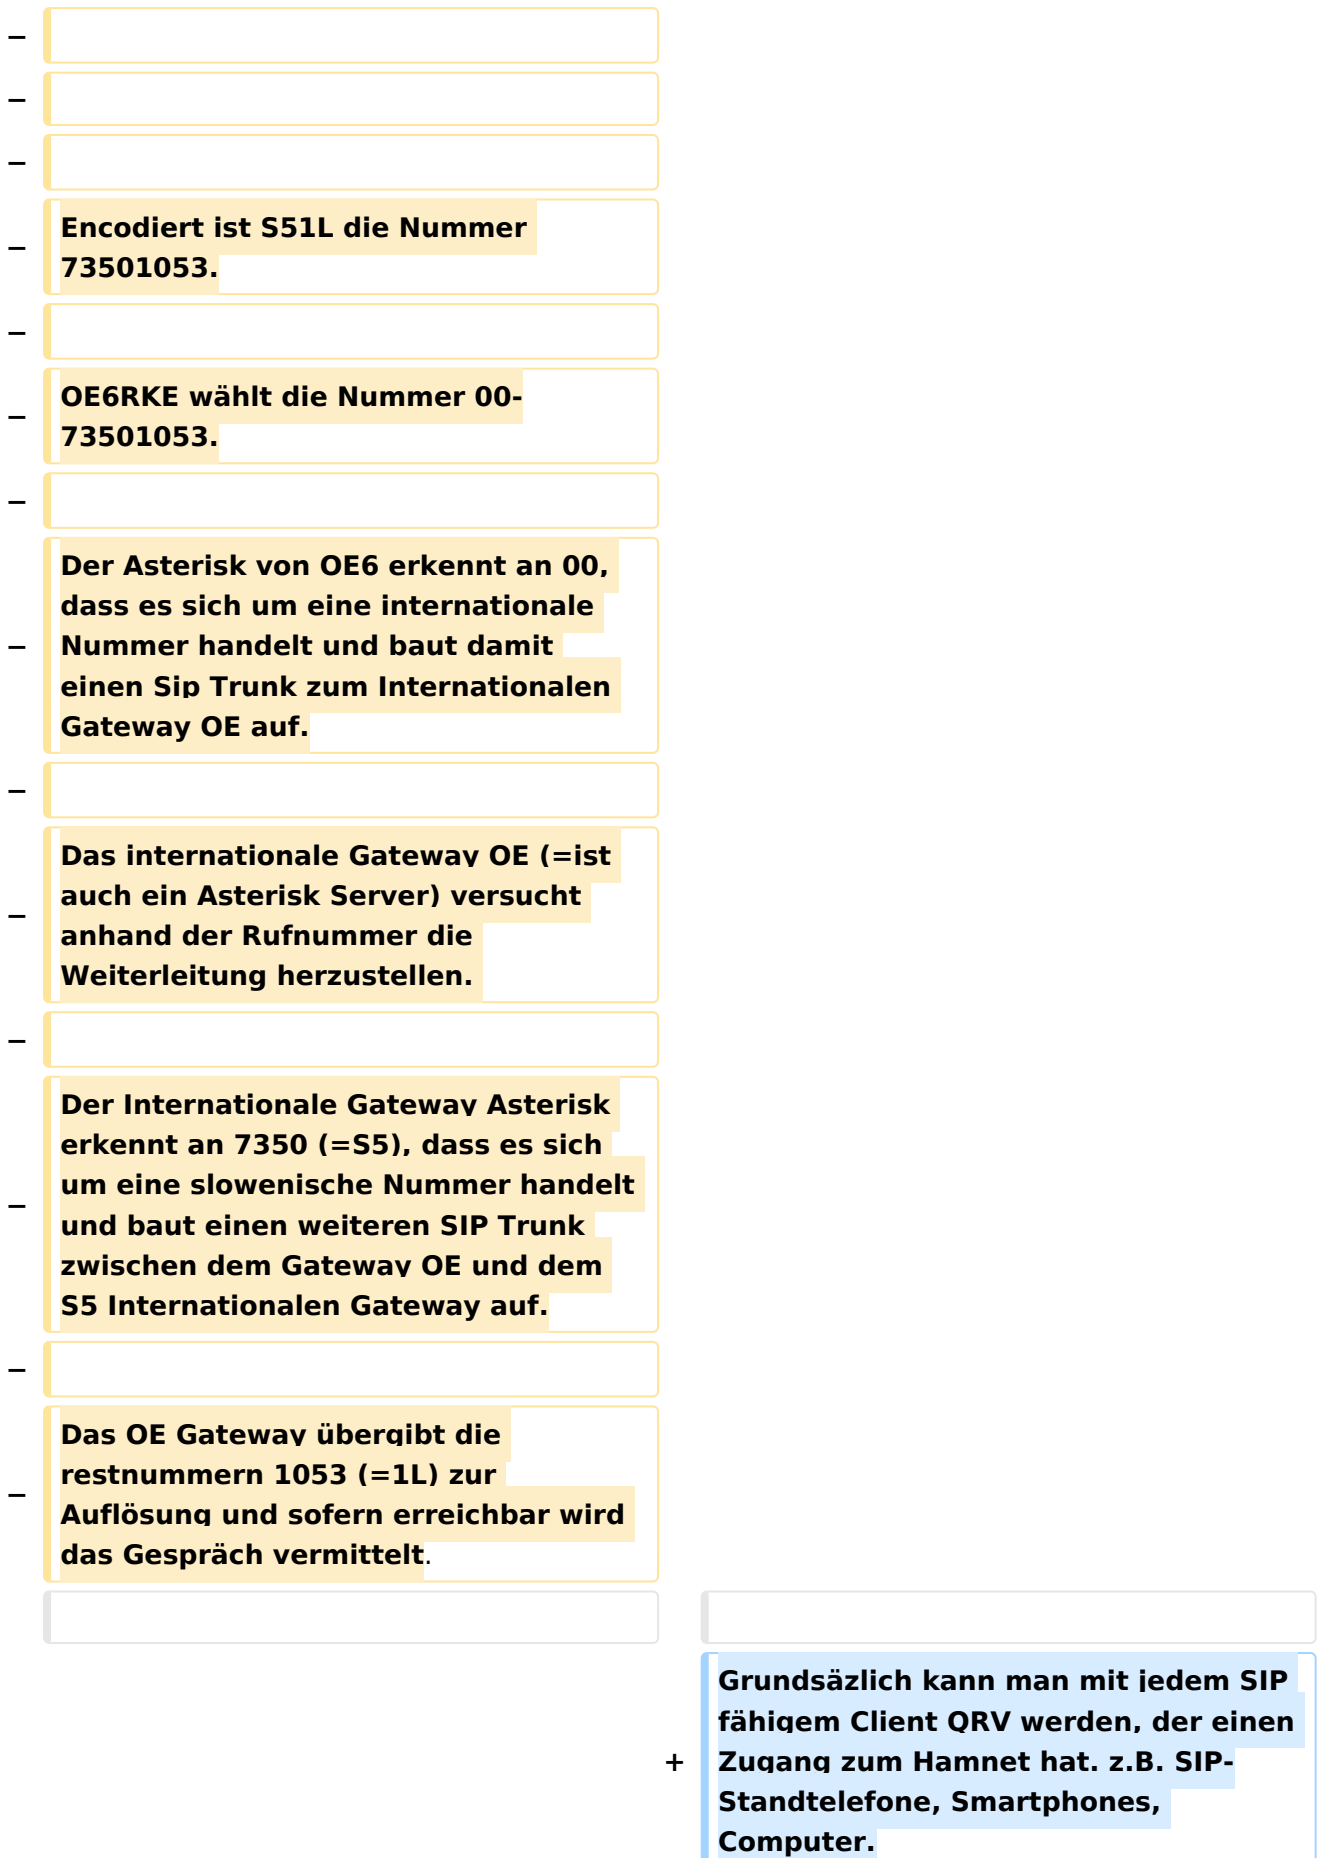 −
−
−
− Encodiert ist S51L die Nummer
73501053.
−
− OE6RKE wählt die Nummer 00-
73501053.
−
− Der Asterisk von OE6 erkennt an 00,
dass es sich um eine internationale
Nummer handelt und baut damit
einen Sip Trunk zum Internationalen
Gateway OE auf.
−
− Das internationale Gateway OE (=ist
auch ein Asterisk Server) versucht
anhand der Rufnummer die
Weiterleitung herzustellen.
−
− Der Internationale Gateway Asterisk
erkennt an 7350 (=S5), dass es sich
um eine slowenische Nummer handelt
und baut einen weiteren SIP Trunk
zwischen dem Gateway OE und dem
S5 Internationalen Gateway auf.
−
− Das OE Gateway übergibt die
restnummern 1053 (=1L) zur
Auflösung und sofern erreichbar wird
das Gespräch vermittelt.
+ Grundsäzlich kann man mit jedem SIP
fähigem Client QRV werden, der einen
Zugang zum Hamnet hat. z.B. SIP-
Standtelefone, Smartphones,
Computer.